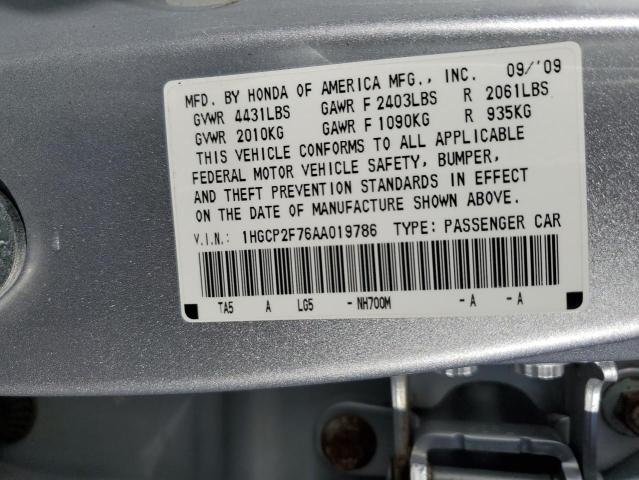 MFD. BY HONDA OF AMERICA MFG., INC. 09/'09
GVWR 4431LBS GAWR F 2403LBS R 2061LBS
GVWR 2010KG GAWR F 1090KG R 935KG
THIS VEHICLE CONFORMS TO ALL APPLICABLE
FEDERAL MOTOR VEHICLE SAFETY, BUMPER,
AND THEFT PREVENTION STANDARDS IN EFFECT
ON THE DATE OF MANUFACTURE SHOWN ABOVE.
V.I.N.: 1HGCP2F76AA019786 TYPE: PASSENGER CAR
TA5 A LG5 -NH700M -A -A